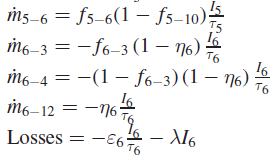 ṁ₅₋₆ = f₅₋₆(1 − f₅₋₁₀) I₅/τ₅
ṁ₆₋₃ = −f₆₋₃ (1 − η₆) I₆/τ₆
ṁ₆₋₄ = −(1 − f₆₋₃)(1 − η₆) I₆/τ₆
ṁ₆₋₁₂ = −η₆ I₆/τ₆
Losses = −ε₆ I₆/τ₆ − λI₆